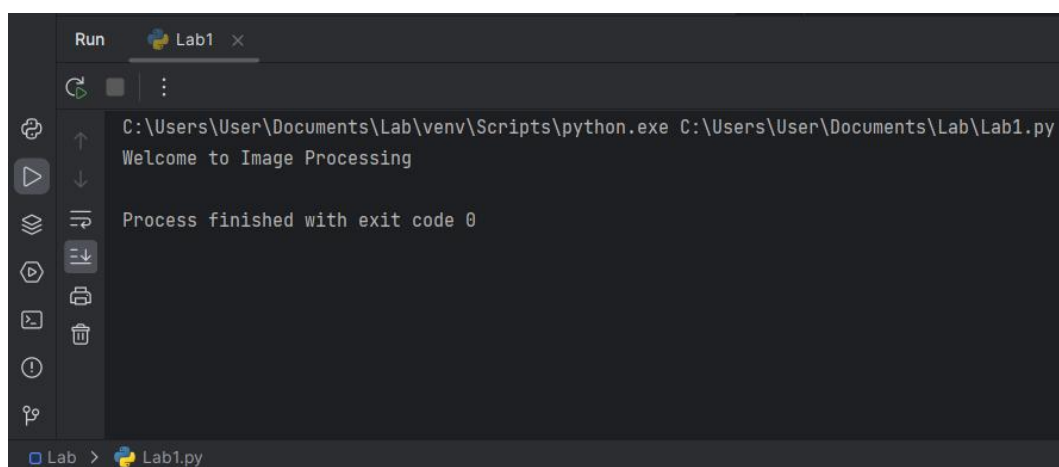 Run Lab1
C:\Users\User\Documents\Lab\venv\Scripts\python.exe C:\Users\User\Documents\Lab\Lab1.py
Welcome to Image Processing
Process finished with exit code 0
Lab > Lab1.py